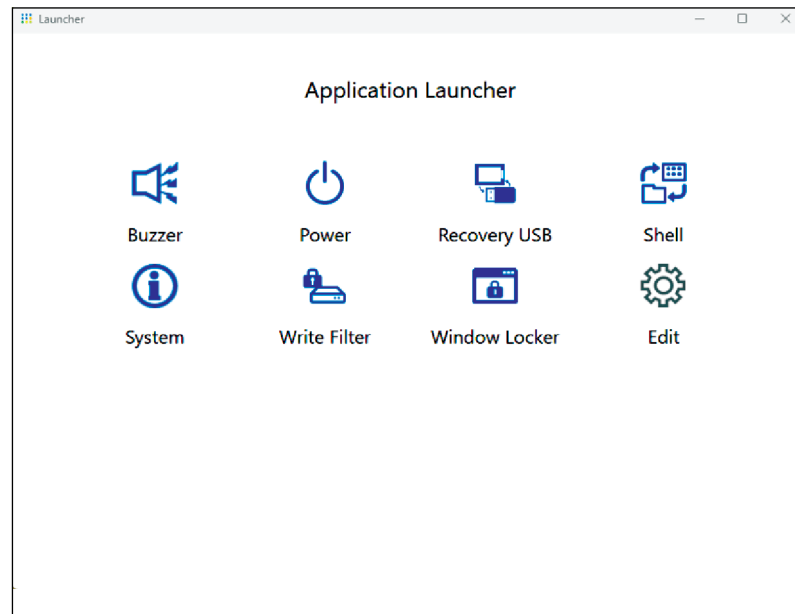 Launcher
Application Launcher
Buzzer Power Recovery USB Shell
System Write Filter Window Locker Edit